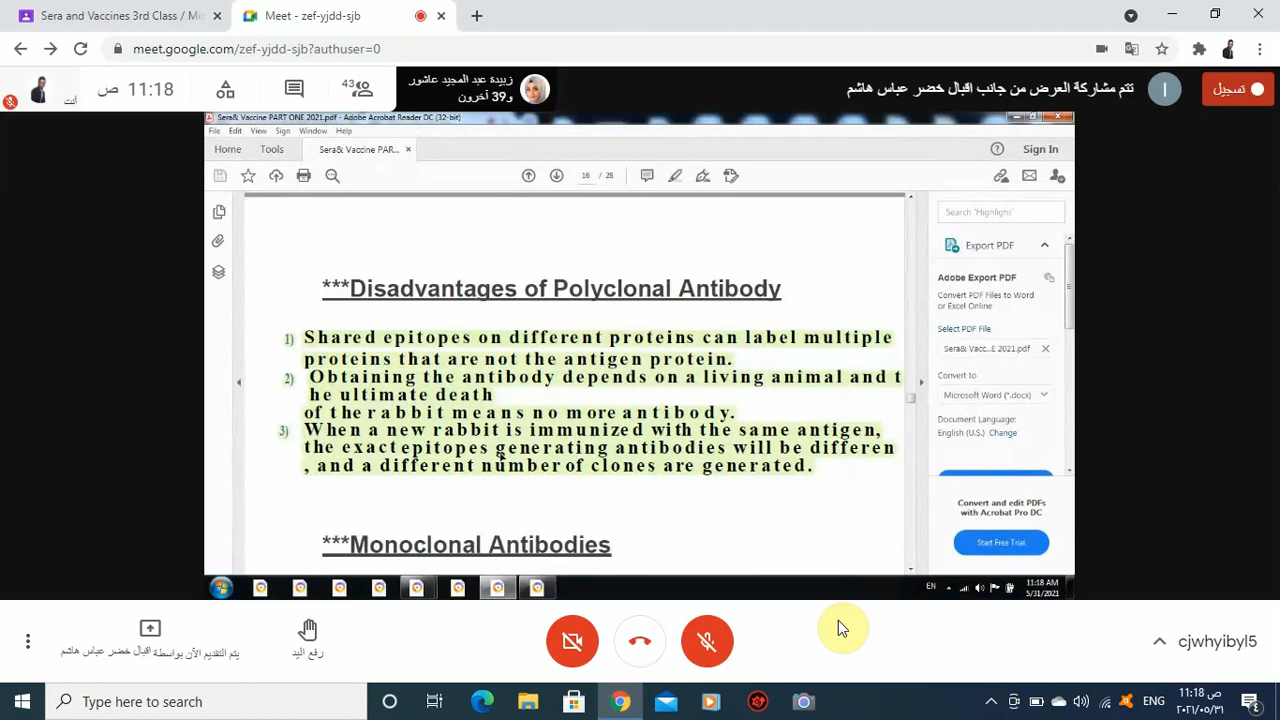 Sera and Vaccines 3rd Class / Mic
Meet - zef-yjdd-sjb
meet.google.com/zef-yjdd-sjb?authuser=0
أنت
11:18 ص
43
زبيدة عبد المجيد عاشور
و39 آخرون
تتم مشاركة العرض من جانب اقبال خضر عباس هاشم
I
تسجيل
Sera& Vaccine PART ONE 2021.pdf - Adobe Acrobat Reader DC (32-bit)
File Edit View Sign Window Help
Home Tools Sera& Vaccine PAR... Sign In
16 / 28
Search 'Highlight'
Export PDF
Adobe Export PDF
Convert PDF Files to Word
or Excel Online
Select PDF File
Sera& Vacc...E 2021.pdf
Convert to
Microsoft Word (*.docx)
Document Language:
English (U.S.) Change
Convert and edit PDFs
with Acrobat Pro DC
Start Free Trial
***Disadvantages of Polyclonal Antibody
1) Shared epitopes on different proteins can label multiple
proteins that are not the antigen protein.
2) Obtaining the antibody depends on a living animal and t
he ultimate death
of the rabbit means no more antibody.
3) When a new rabbit is immunized with the same antigen,
the exact epitopes generating antibodies will be differen
, and a different number of clones are generated.
***Monoclonal Antibodies
EN
11:18 AM
5/31/2021
يتم التقديم الآن بواسطة اقبال خضر عباس هاشم
رفع اليد
cjwhyibyl5
Type here to search
ENG
11:18 ص
٢٠٢١/٠٥/٣١